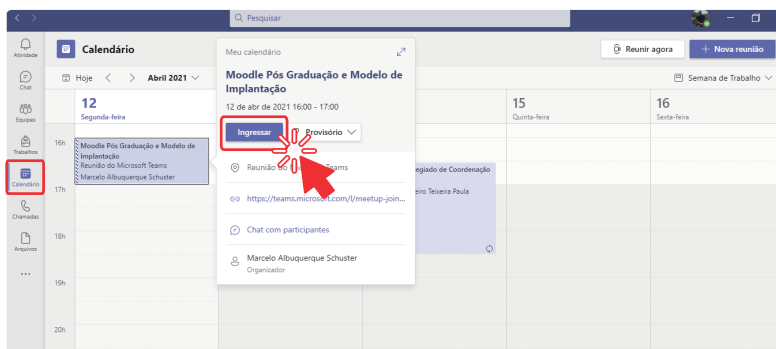 Pesquisar
Atividade
Chat
Equipes
Trabalhos
Calendário
Chamadas
Arquivos
Calendário
Reunir agora
+ Nova reunião
Hoje
Abril 2021
Semana de Trabalho
12
Segunda-feira
15
Quinta-feira
16
Sexta-feira
16h
17h
18h
19h
20h
Moodle Pós Graduação e Modelo de
Implantação
Reunião do Microsoft Teams
Marcelo Albuquerque Schuster
Meu calendário
Moodle Pós Graduação e Modelo de
Implantação
12 de abr de 2021 16:00 - 17:00
Ingressar
Provisório
Reunião do Teams
https://teams.microsoft.com/l/meetup-join...
Chat com participantes
Marcelo Albuquerque Schuster
Organizador
egiado de Coordenação
eiro Teixeira Paula